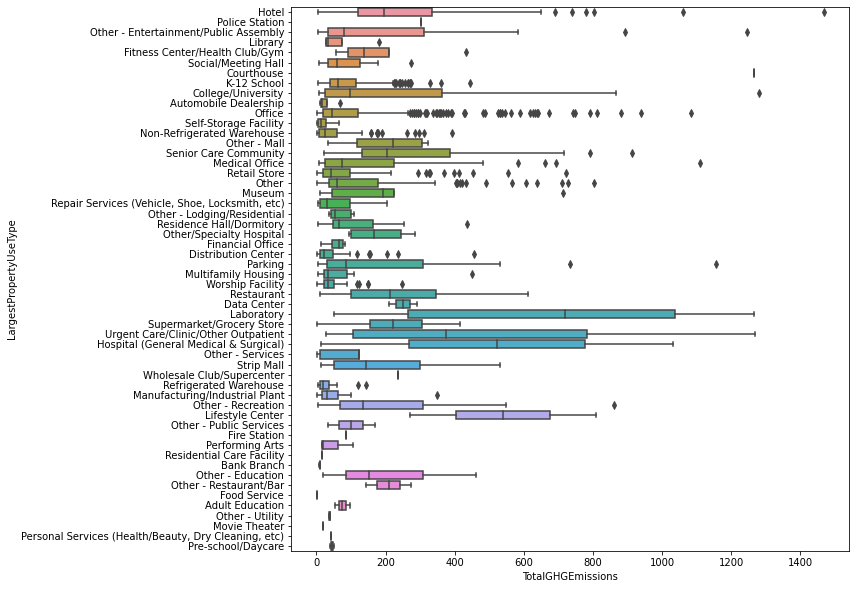 Hotel
Police Station
Other - Entertainment/Public Assembly
Library
Fitness Center/Health Club/Gym
Social/Meeting Hall
Courthouse
K-12 School
College/University
Automobile Dealership
Office
Self-Storage Facility
Non-Refrigerated Warehouse
Other - Mall
Senior Care Community
Medical Office
Retail Store
Other
Museum
Repair Services (Vehicle, Shoe, Locksmith, etc)
Other - Lodging/Residential
Residence Hall/Dormitory
Other/Specialty Hospital
Financial Office
Distribution Center
Parking
Multifamily Housing
Worship Facility
Restaurant
Data Center
Laboratory
Supermarket/Grocery Store
Urgent Care/Clinic/Other Outpatient
Hospital (General Medical & Surgical)
Other - Services
Strip Mall
Wholesale Club/Supercenter
Refrigerated Warehouse
Manufacturing/Industrial Plant
Other - Recreation
Lifestyle Center
Other - Public Services
Fire Station
Performing Arts
Residential Care Facility
Bank Branch
Other - Education
Other - Restaurant/Bar
Food Service
Adult Education
Other - Utility
Movie Theater
Personal Services (Health/Beauty, Dry Cleaning, etc)
Pre-school/Daycare
LargestPropertyUseType
0 200 400 600 800 1000 1200 1400
TotalGHGEmissions